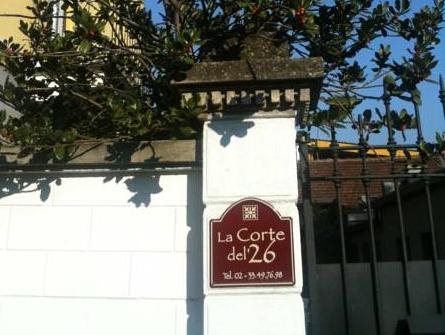 La Corte
del'26
Tel. 02 - 33.49.76.98